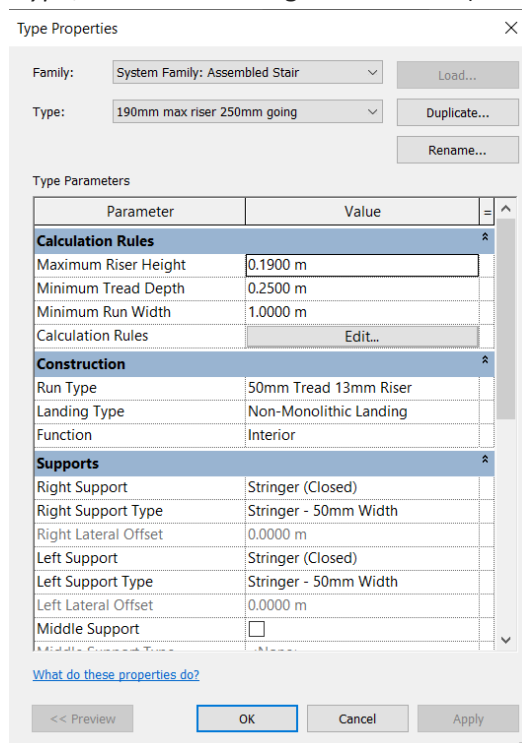 Type Properties
Family: System Family: Assembled Stair Load...
Type: 190mm max riser 250mm going Duplicate...
Rename...
Type Parameters
Parameter Value =
Calculation Rules
Maximum Riser Height 0.1900 m
Minimum Tread Depth 0.2500 m
Minimum Run Width 1.0000 m
Calculation Rules Edit...
Construction
Run Type 50mm Tread 13mm Riser
Landing Type Non-Monolithic Landing
Function Interior
Supports
Right Support Stringer (Closed)
Right Support Type Stringer - 50mm Width
Right Lateral Offset 0.0000 m
Left Support Stringer (Closed)
Left Support Type Stringer - 50mm Width
Left Lateral Offset 0.0000 m
Middle Support
Middle Support Type <None>
What do these properties do?
<< Preview OK Cancel Apply